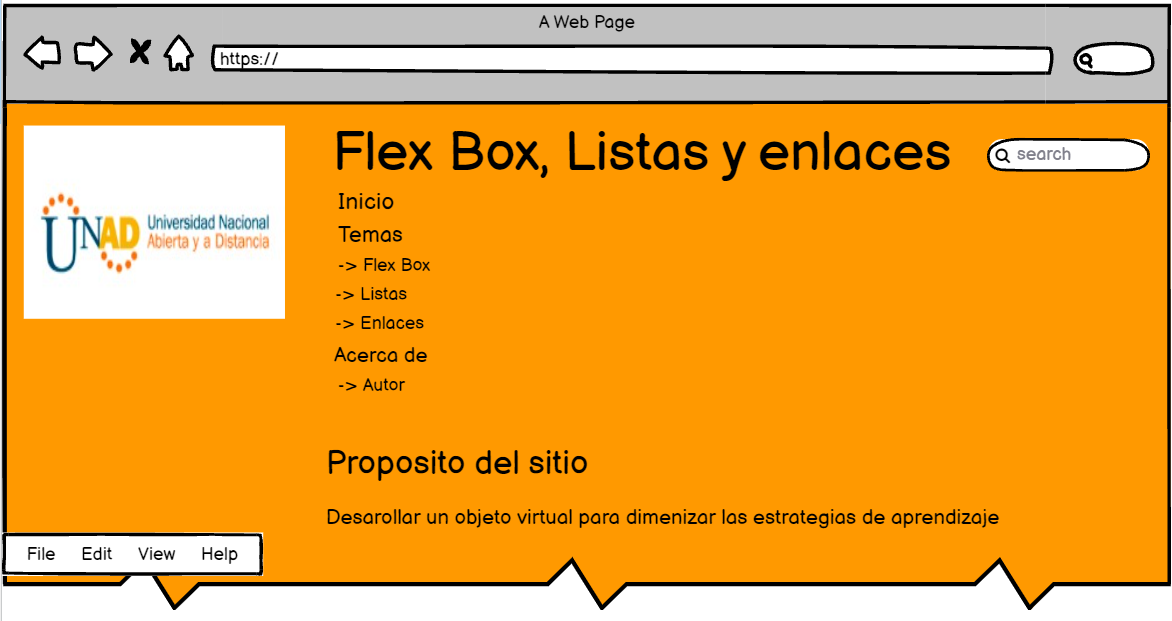 A Web Page
https://
Flex Box, Listas y enlaces
search
UNAD Universidad Nacional
Abierta y a Distancia
Inicio
Temas
-> Flex Box
-> Listas
-> Enlaces
Acerca de
-> Autor
Proposito del sitio
Desarollar un objeto virtual para dimenizar las estrategias de aprendizaje
File Edit View Help